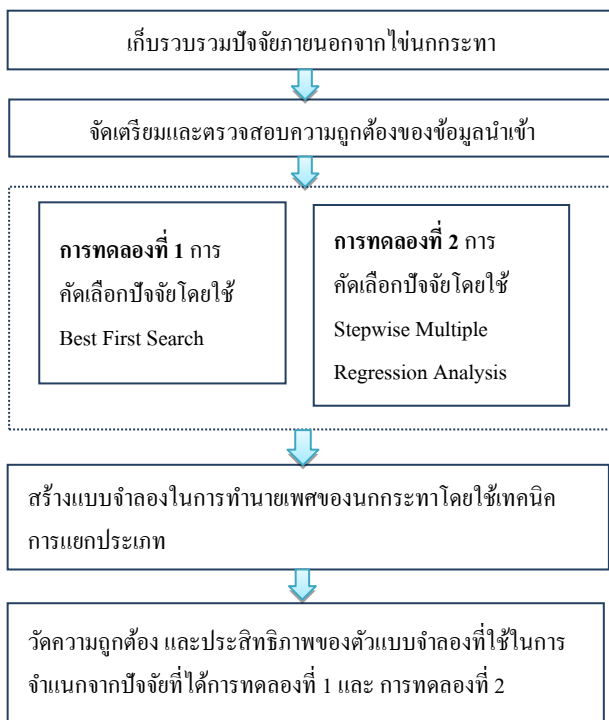 เก็บรวบรวมปัจจัยภายนอกจากไข่นกกระทา
จัดเตรียมและตรวจสอบความถูกต้องของข้อมูลนำเข้า
การทดลองที่ 1 การ
คัดเลือกปัจจัยโดยใช้
Best First Search
การทดลองที่ 2 การ
คัดเลือกปัจจัยโดยใช้
Stepwise Multiple
Regression Analysis
สร้างแบบจำลองในการทำนายเพศของนกกระทาโดยใช้เทคนิค
การแยกประเภท
วัดความถูกต้อง และประสิทธิภาพของตัวแบบจำลองที่ใช้ในการ
จำแนกจากปัจจัยที่ได้การทดลองที่ 1 และ การทดลองที่ 2